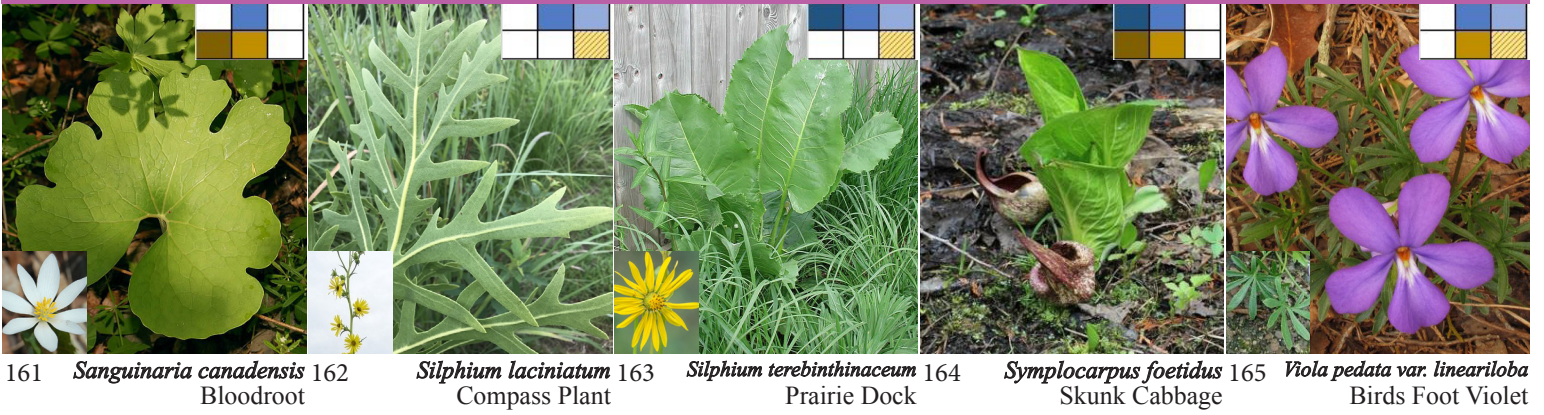 161 Sanguinaria canadensis
Bloodroot
162 Silphium laciniatum
Compass Plant
163 Silphium terebinthinaceum
Prairie Dock
164 Symplocarpus foetidus
Skunk Cabbage
165 Viola pedata var. lineariloba
Birds Foot Violet